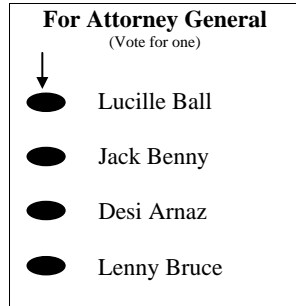 For Attorney General
(Vote for one)
Lucille Ball
Jack Benny
Desi Arnaz
Lenny Bruce